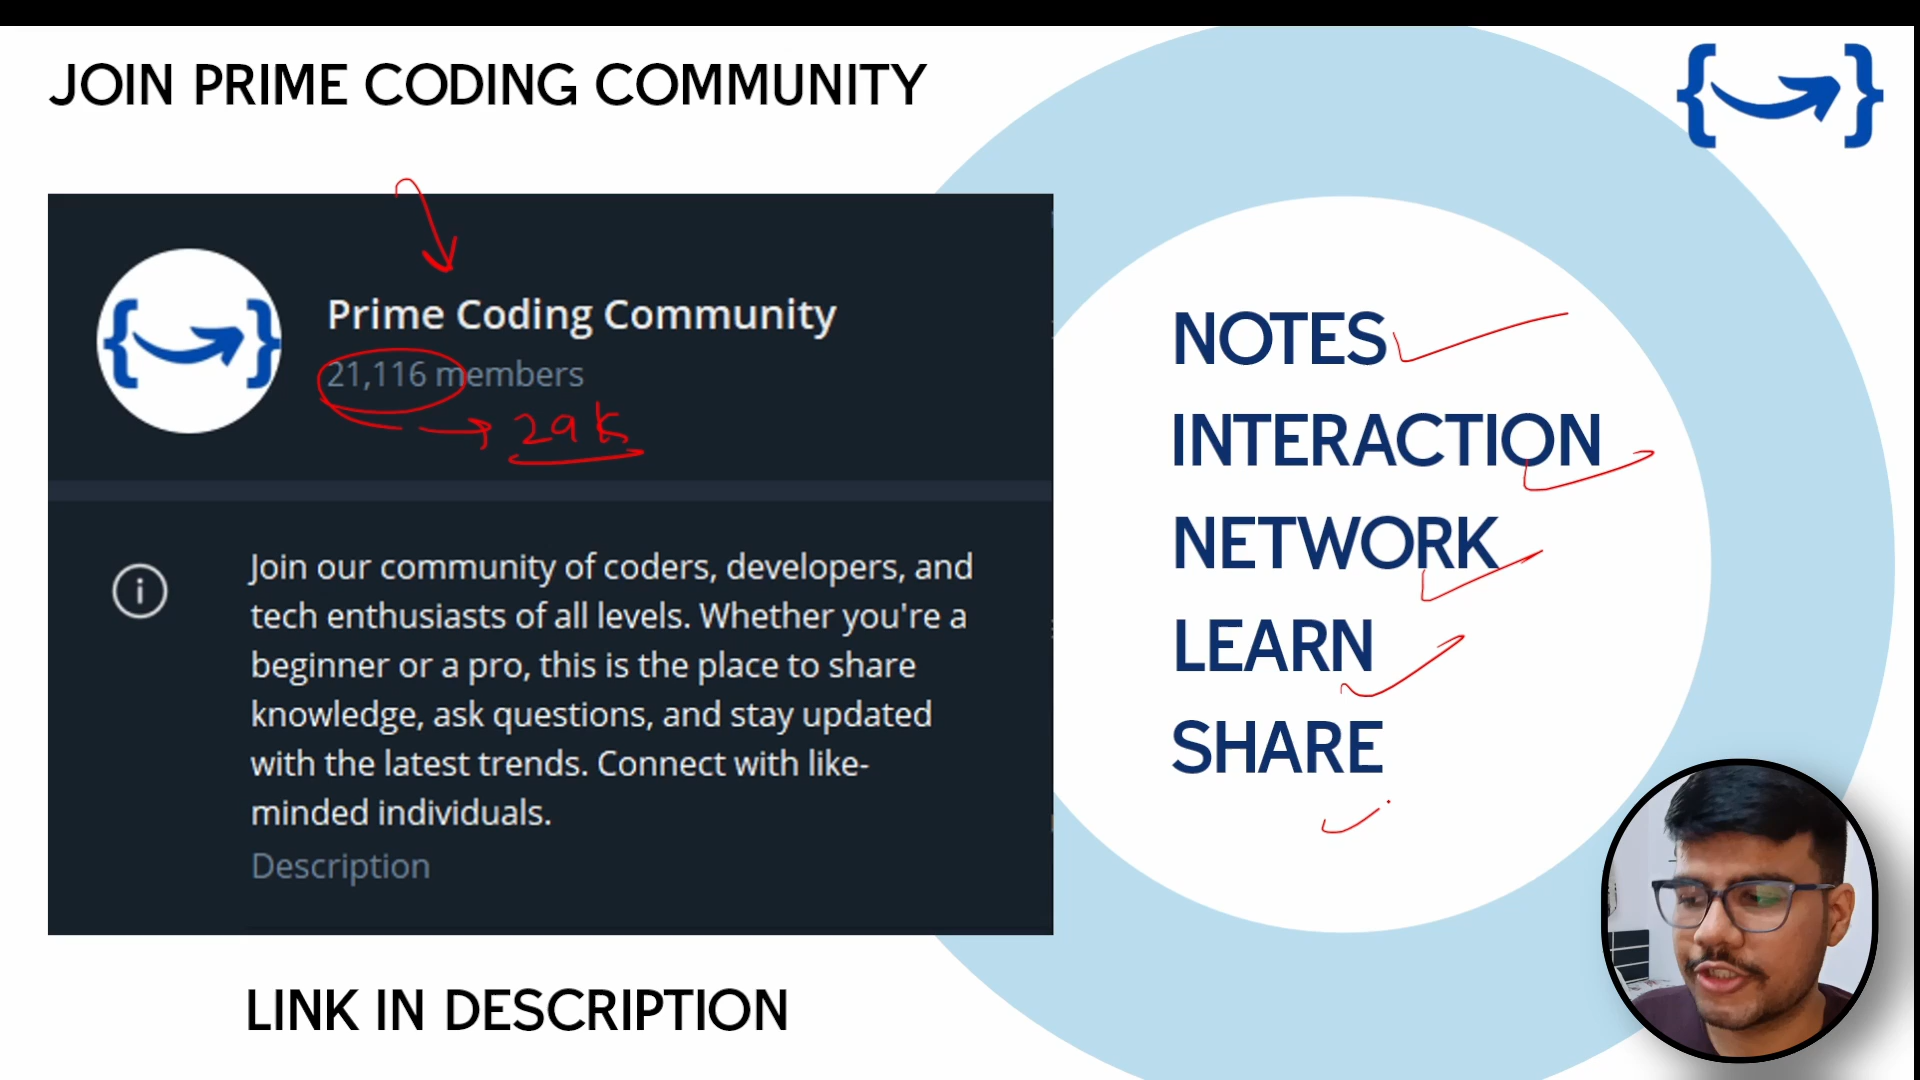 JOIN PRIME CODING COMMUNITY
Prime Coding Community
21,116 members
29k
Join our community of coders, developers, and
tech enthusiasts of all levels. Whether you're a
beginner or a pro, this is the place to share
knowledge, ask questions, and stay updated
with the latest trends. Connect with like-
minded individuals.
Description
NOTES
INTERACTION
NETWORK
LEARN
SHARE
LINK IN DESCRIPTION